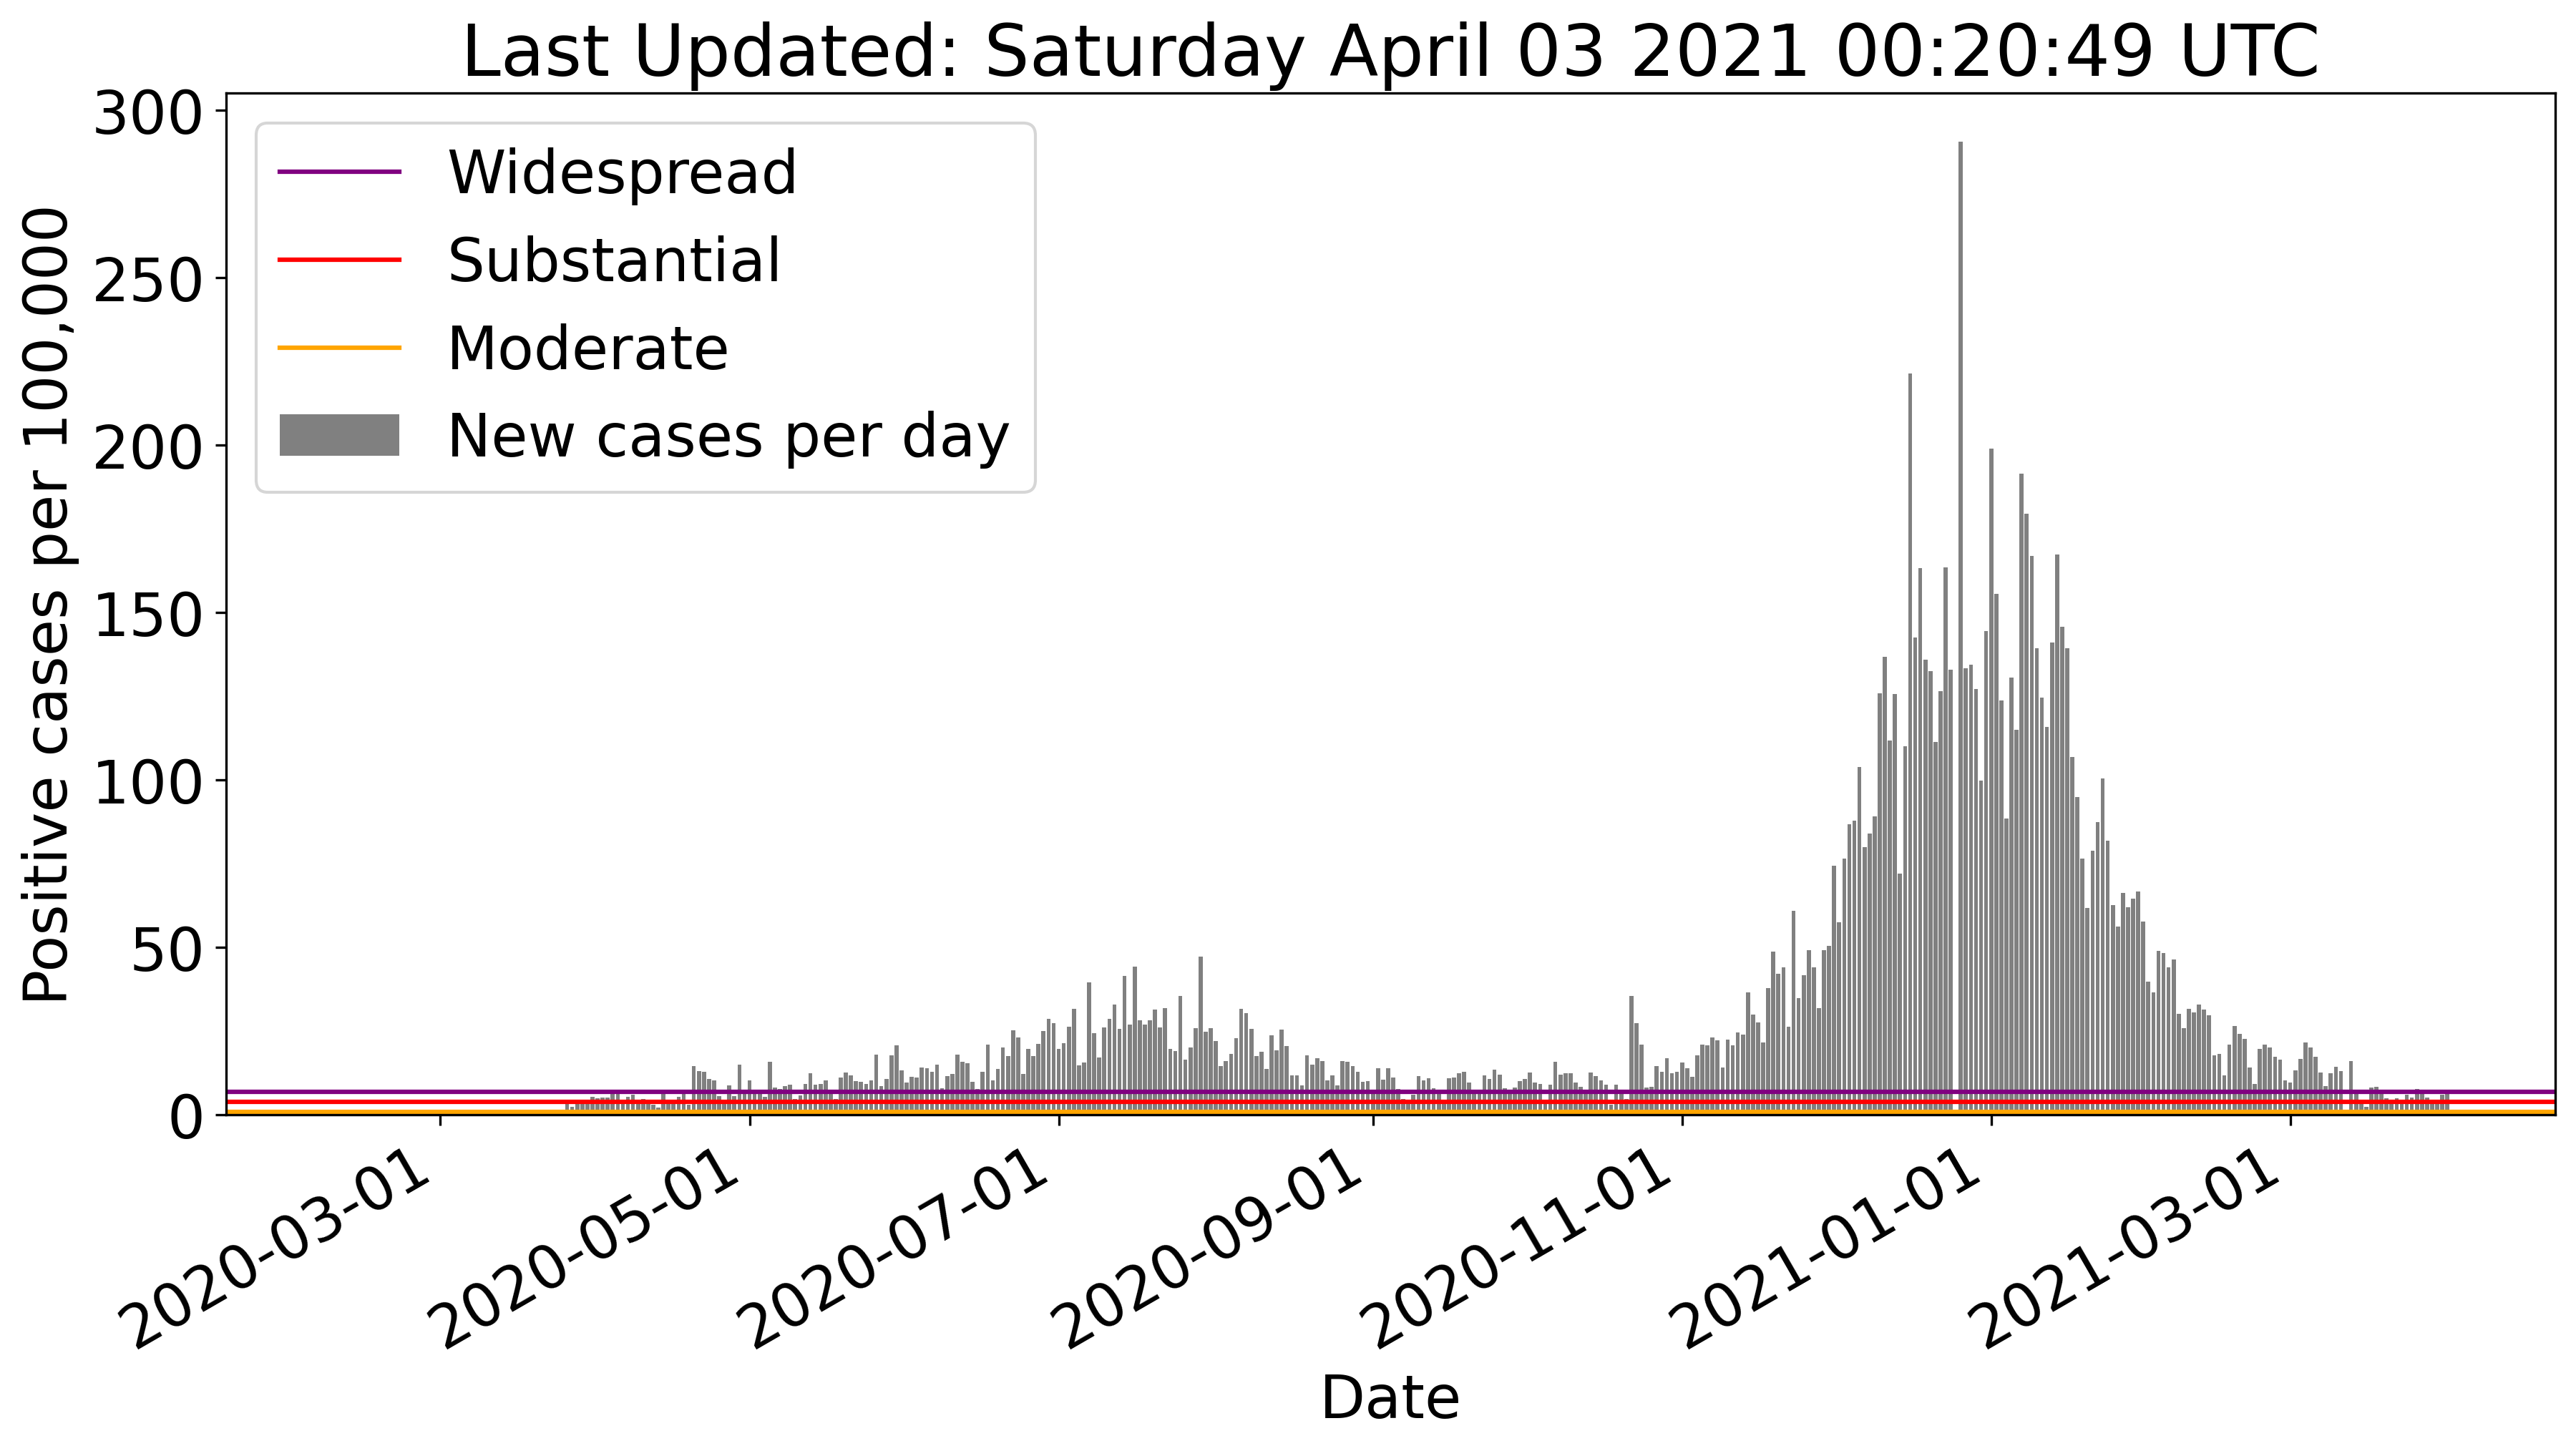 Last Updated: Saturday April 03 2021 00:20:49 UTC
Positive cases per 100,000
300
250
200
150
100
50
0
Widespread
Substantial
Moderate
New cases per day
2020-03-01
2020-05-01
2020-07-01
2020-09-01
2020-11-01
2021-01-01
2021-03-01
Date